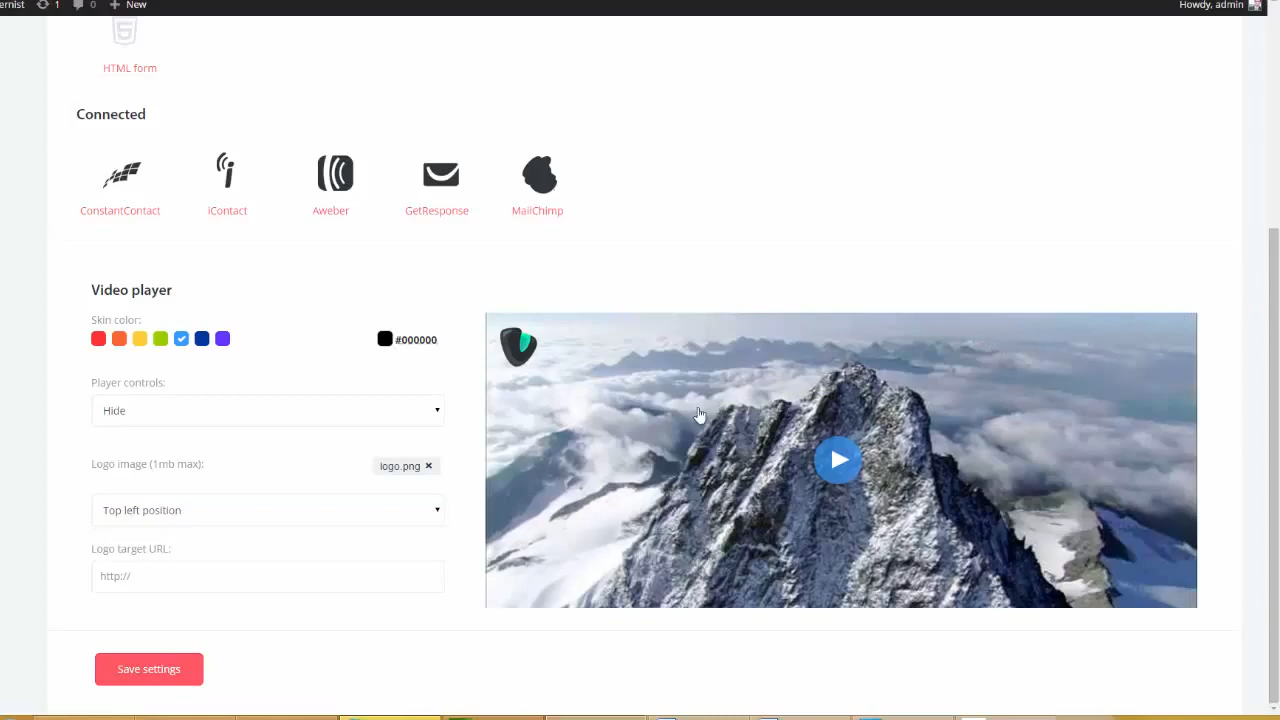 ernist 1 0 New Howdy, admin
HTML form
Connected
ConstantContact iContact Aweber GetResponse MailChimp
Video player
Skin color:
#000000
Player controls:
Hide
Logo image (1mb max): logo.png ×
Top left position
Logo target URL:
http://
Save settings